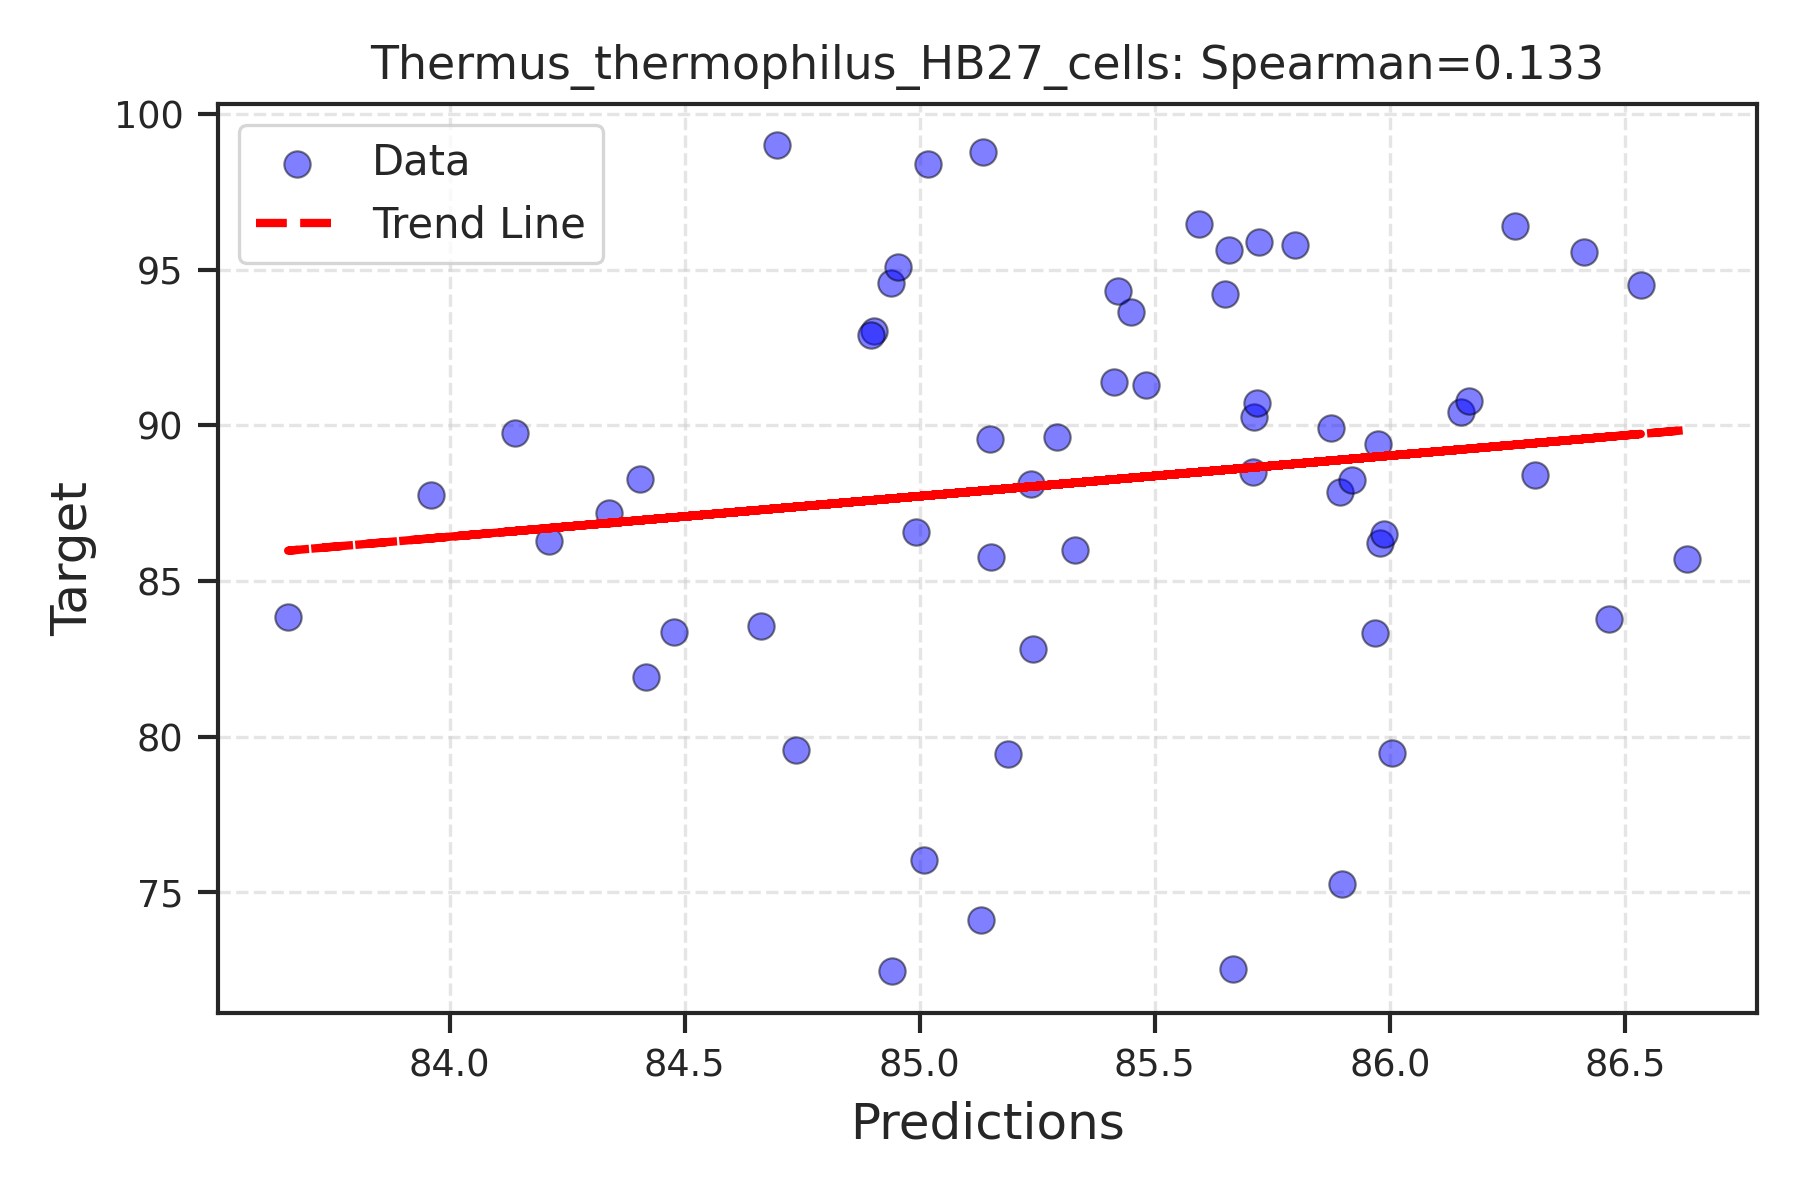 Thermus_thermophilus_HB27_cells: Spearman=0.133
Data
Trend Line
100
95
90
85
80
75
Target
84.0 84.5 85.0 85.5 86.0 86.5
Predictions